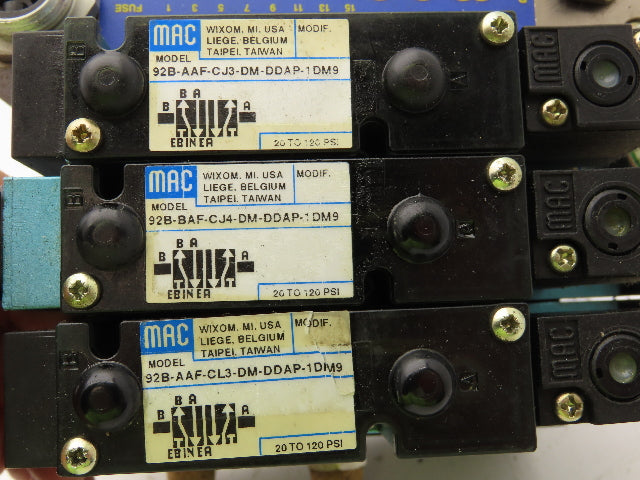 15 13 11 9 7 5 3 1 FUSE
MAC
WIXOM, MI. USA
LIEGE, BELGIUM
TAIPEI, TAIWAN
MODIF.
MODEL
92B-AAF-CJ3-DM-DDAP-1DM9
B A
B A
EBINEA
20 TO 120 PSI
B
A
MAC
MAC
WIXOM, MI. USA
LIEGE, BELGIUM
TAIPEI, TAIWAN
MODIF.
MODEL
92B-BAF-CJ4-DM-DDAP-1DM9
B A
B A
EBINEA
20 TO 120 PSI
B
A
MAC
MAC
WIXOM, MI. USA
LIEGE, BELGIUM
TAIPEI, TAIWAN
MODIF.
MODEL
92B-AAF-CL3-DM-DDAP-1DM9
B A
B A
EBINEA
20 TO 120 PSI
B
A
MAC